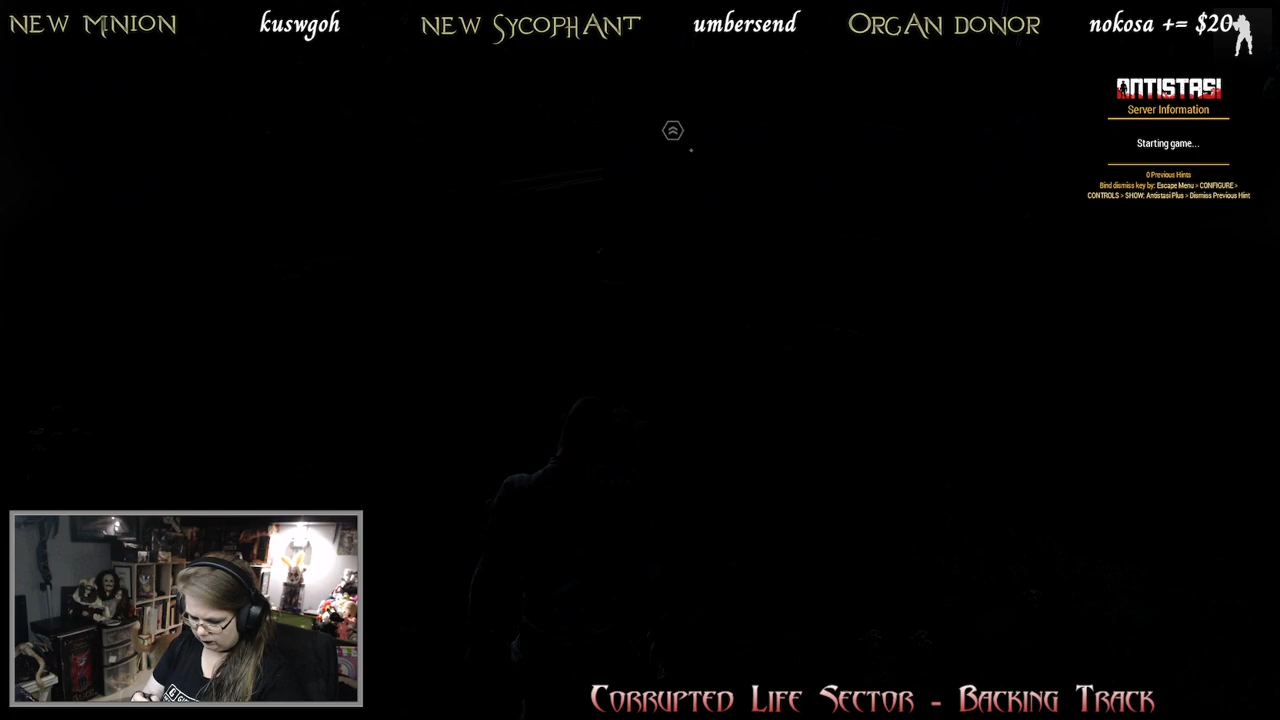 NEW MINION kuswgoh NEW SYCOPHANT umbersend ORGAN DONOR nokosa += $20
ANTISTASI
Server Information
Starting game...
0 Previous Hints
Bind dismiss key by: Escape Menu > CONFIGURE >
CONTROLS > SHOW: Antistasi Plus > Dismiss Previous Hint
CORRUPTED LIFE SECTOR - BACKING TRACK